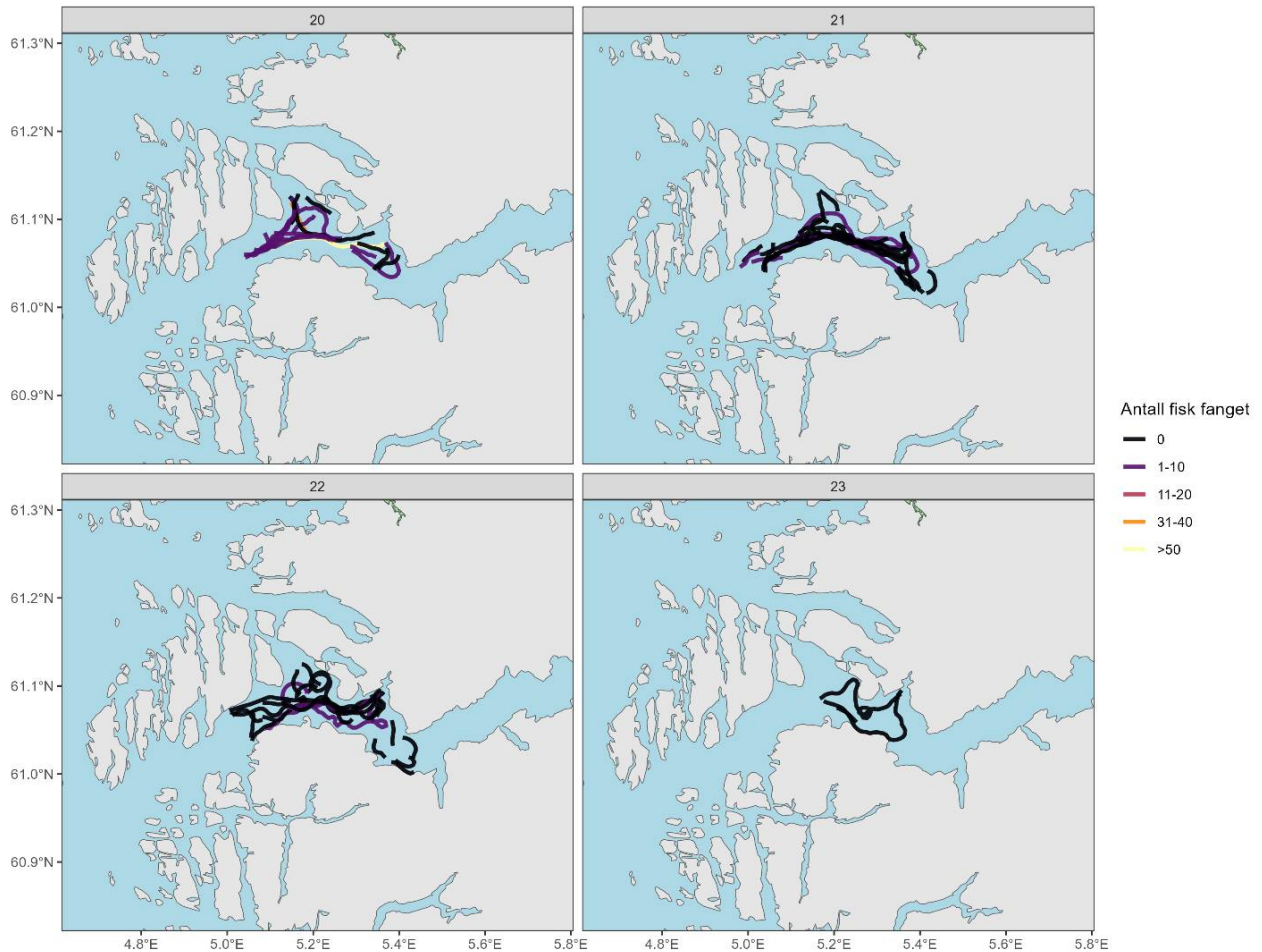 20
21
61.3°N
61.2°N
61.1°N
61.0°N
60.9°N
Antall fisk fanget
0
1-10
11-20
31-40
>50
22
23
61.3°N
61.2°N
61.1°N
61.0°N
60.9°N
4.8°E 5.0°E 5.2°E 5.4°E 5.6°E 5.8°E 4.8°E 5.0°E 5.2°E 5.4°E 5.6°E 5.8°E